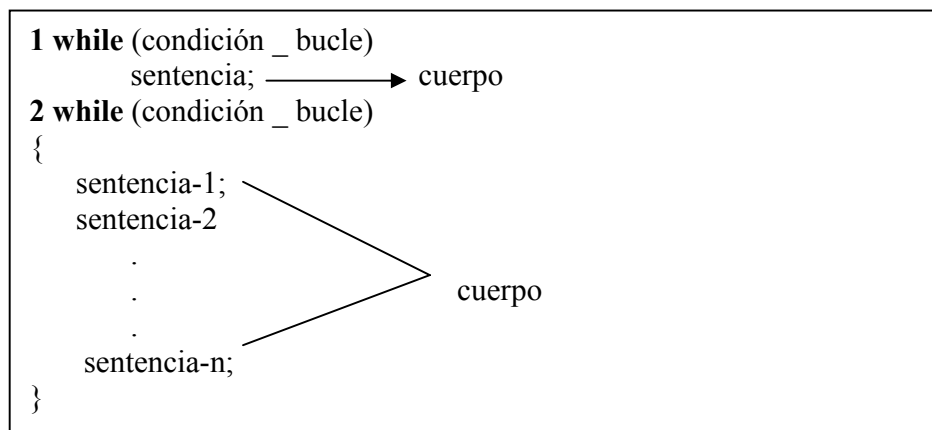 1 while (condición _ bucle)
sentencia; cuerpo
2 while (condición _ bucle)
{
sentencia-1;
sentencia-2
.
.
cuerpo
.
sentencia-n;
}